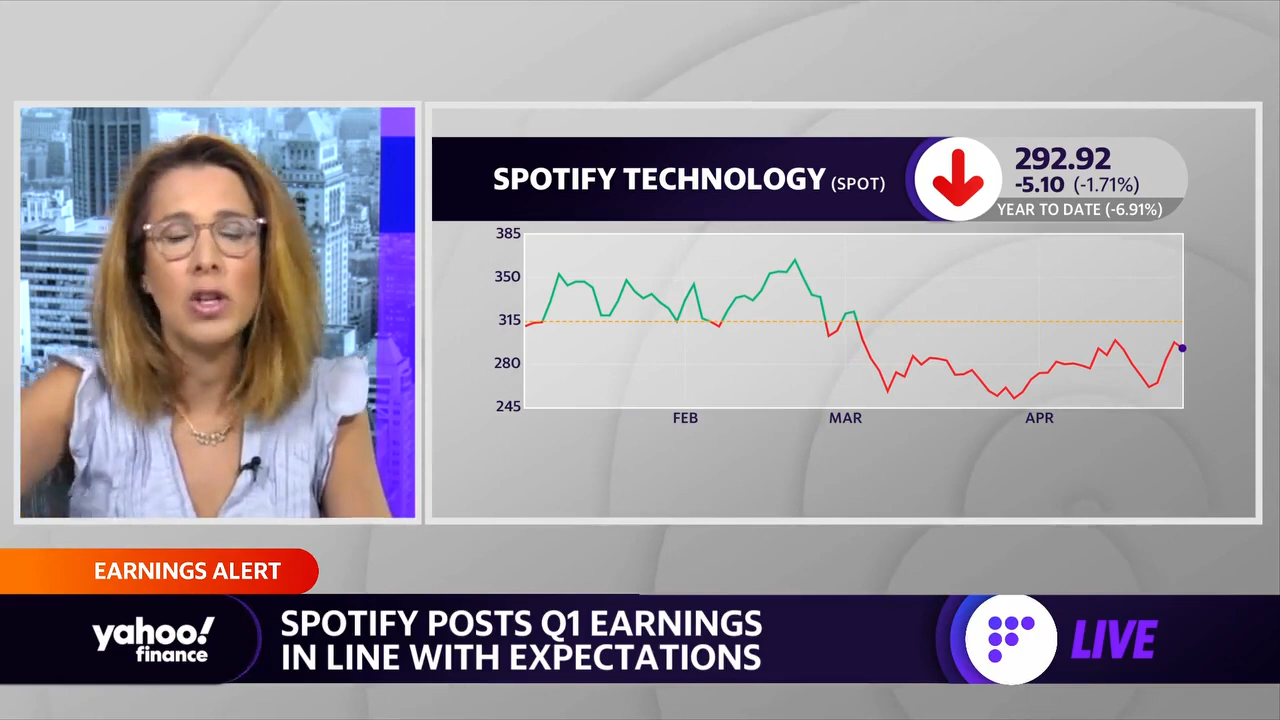 SPOTIFY TECHNOLOGY (SPOT)
292.92
-5.10 (-1.71%)
YEAR TO DATE (-6.91%)
385
350
315
280
245
FEB MAR APR
EARNINGS ALERT
yahoo!
finance
SPOTIFY POSTS Q1 EARNINGS
IN LINE WITH EXPECTATIONS
LIVE